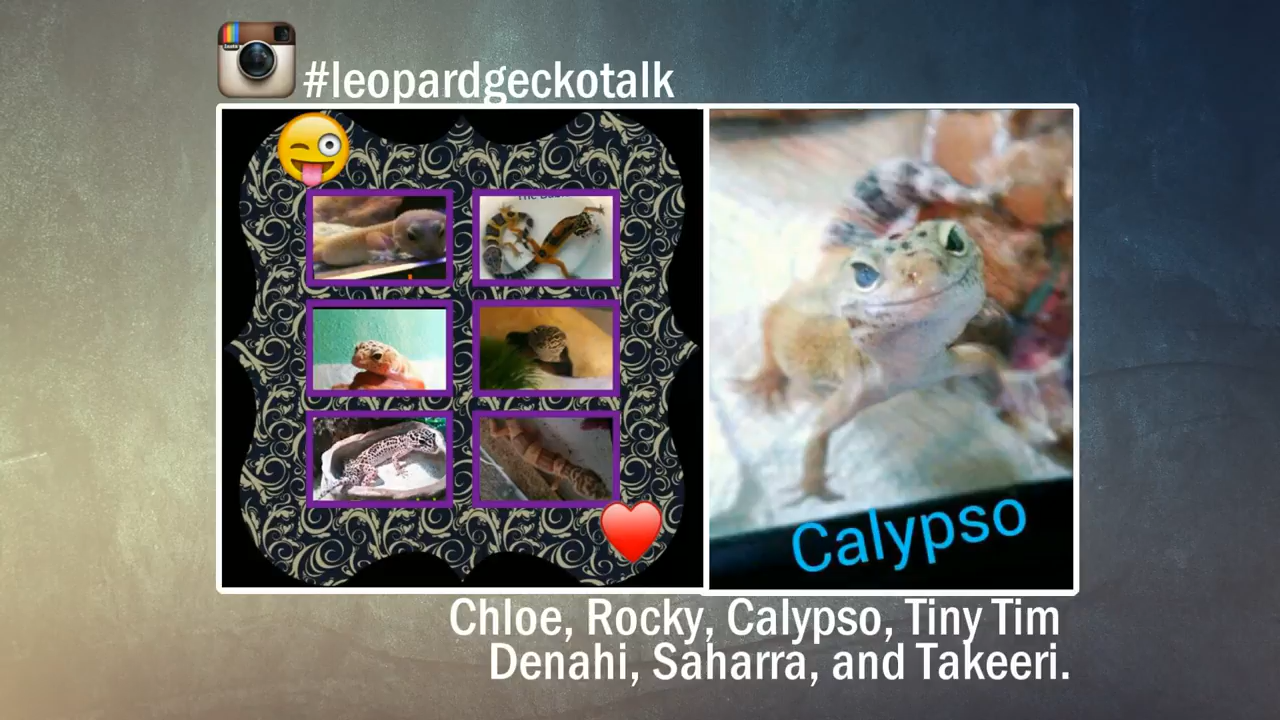 #leopardgeckotalk
Calypso
Chloe, Rocky, Calypso, Tiny Tim
Denahi, Saharra, and Takeeri.